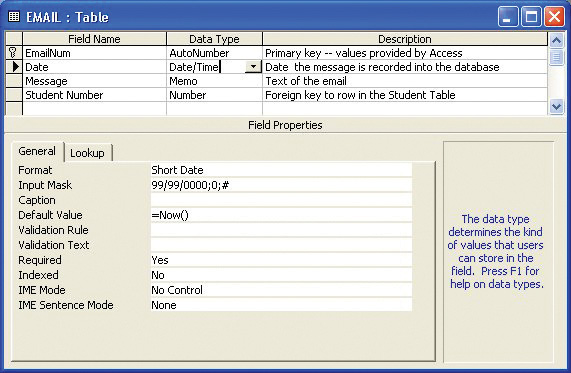 EMAIL : Table
Field Name Data Type Description
EmailNum AutoNumber Primary key -- values provided by Access
Date Date/Time Date the message is recorded into the database
Message Memo Text of the email
Student Number Number Foreign key to row in the Student Table
Field Properties
General Lookup
Format Short Date
Input Mask 99/99/0000;0;#
Caption
Default Value =Now()
Validation Rule
Validation Text
Required Yes
Indexed No
IME Mode No Control
IME Sentence Mode None
The data type
determines the kind
of values that users
can store in the
field. Press F1 for
help on data types.